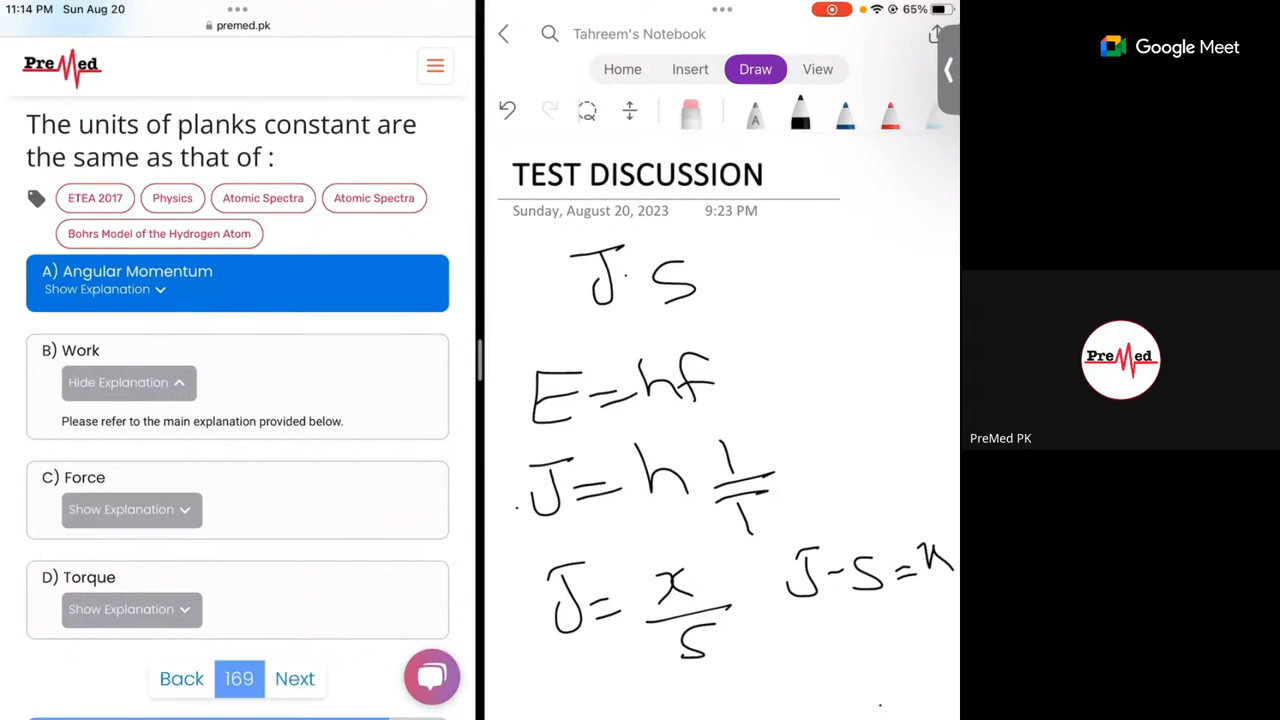 11:14 PM Sun Aug 20
premed.pk
PreMed
The units of planks constant are
the same as that of :
ETEA 2017
Physics
Atomic Spectra
Atomic Spectra
Bohrs Model of the Hydrogen Atom
A) Angular Momentum
Show Explanation
B) Work
Hide Explanation
Please refer to the main explanation provided below.
C) Force
Show Explanation
D) Torque
Show Explanation
Back 169 Next
65%
Tahreem's Notebook
Home Insert Draw View
A
TEST DISCUSSION
Sunday, August 20, 2023 9:23 PM
J·S
E=hf
J=h
J= x/s
J-S=x
Google Meet
PreMed
PreMed PK